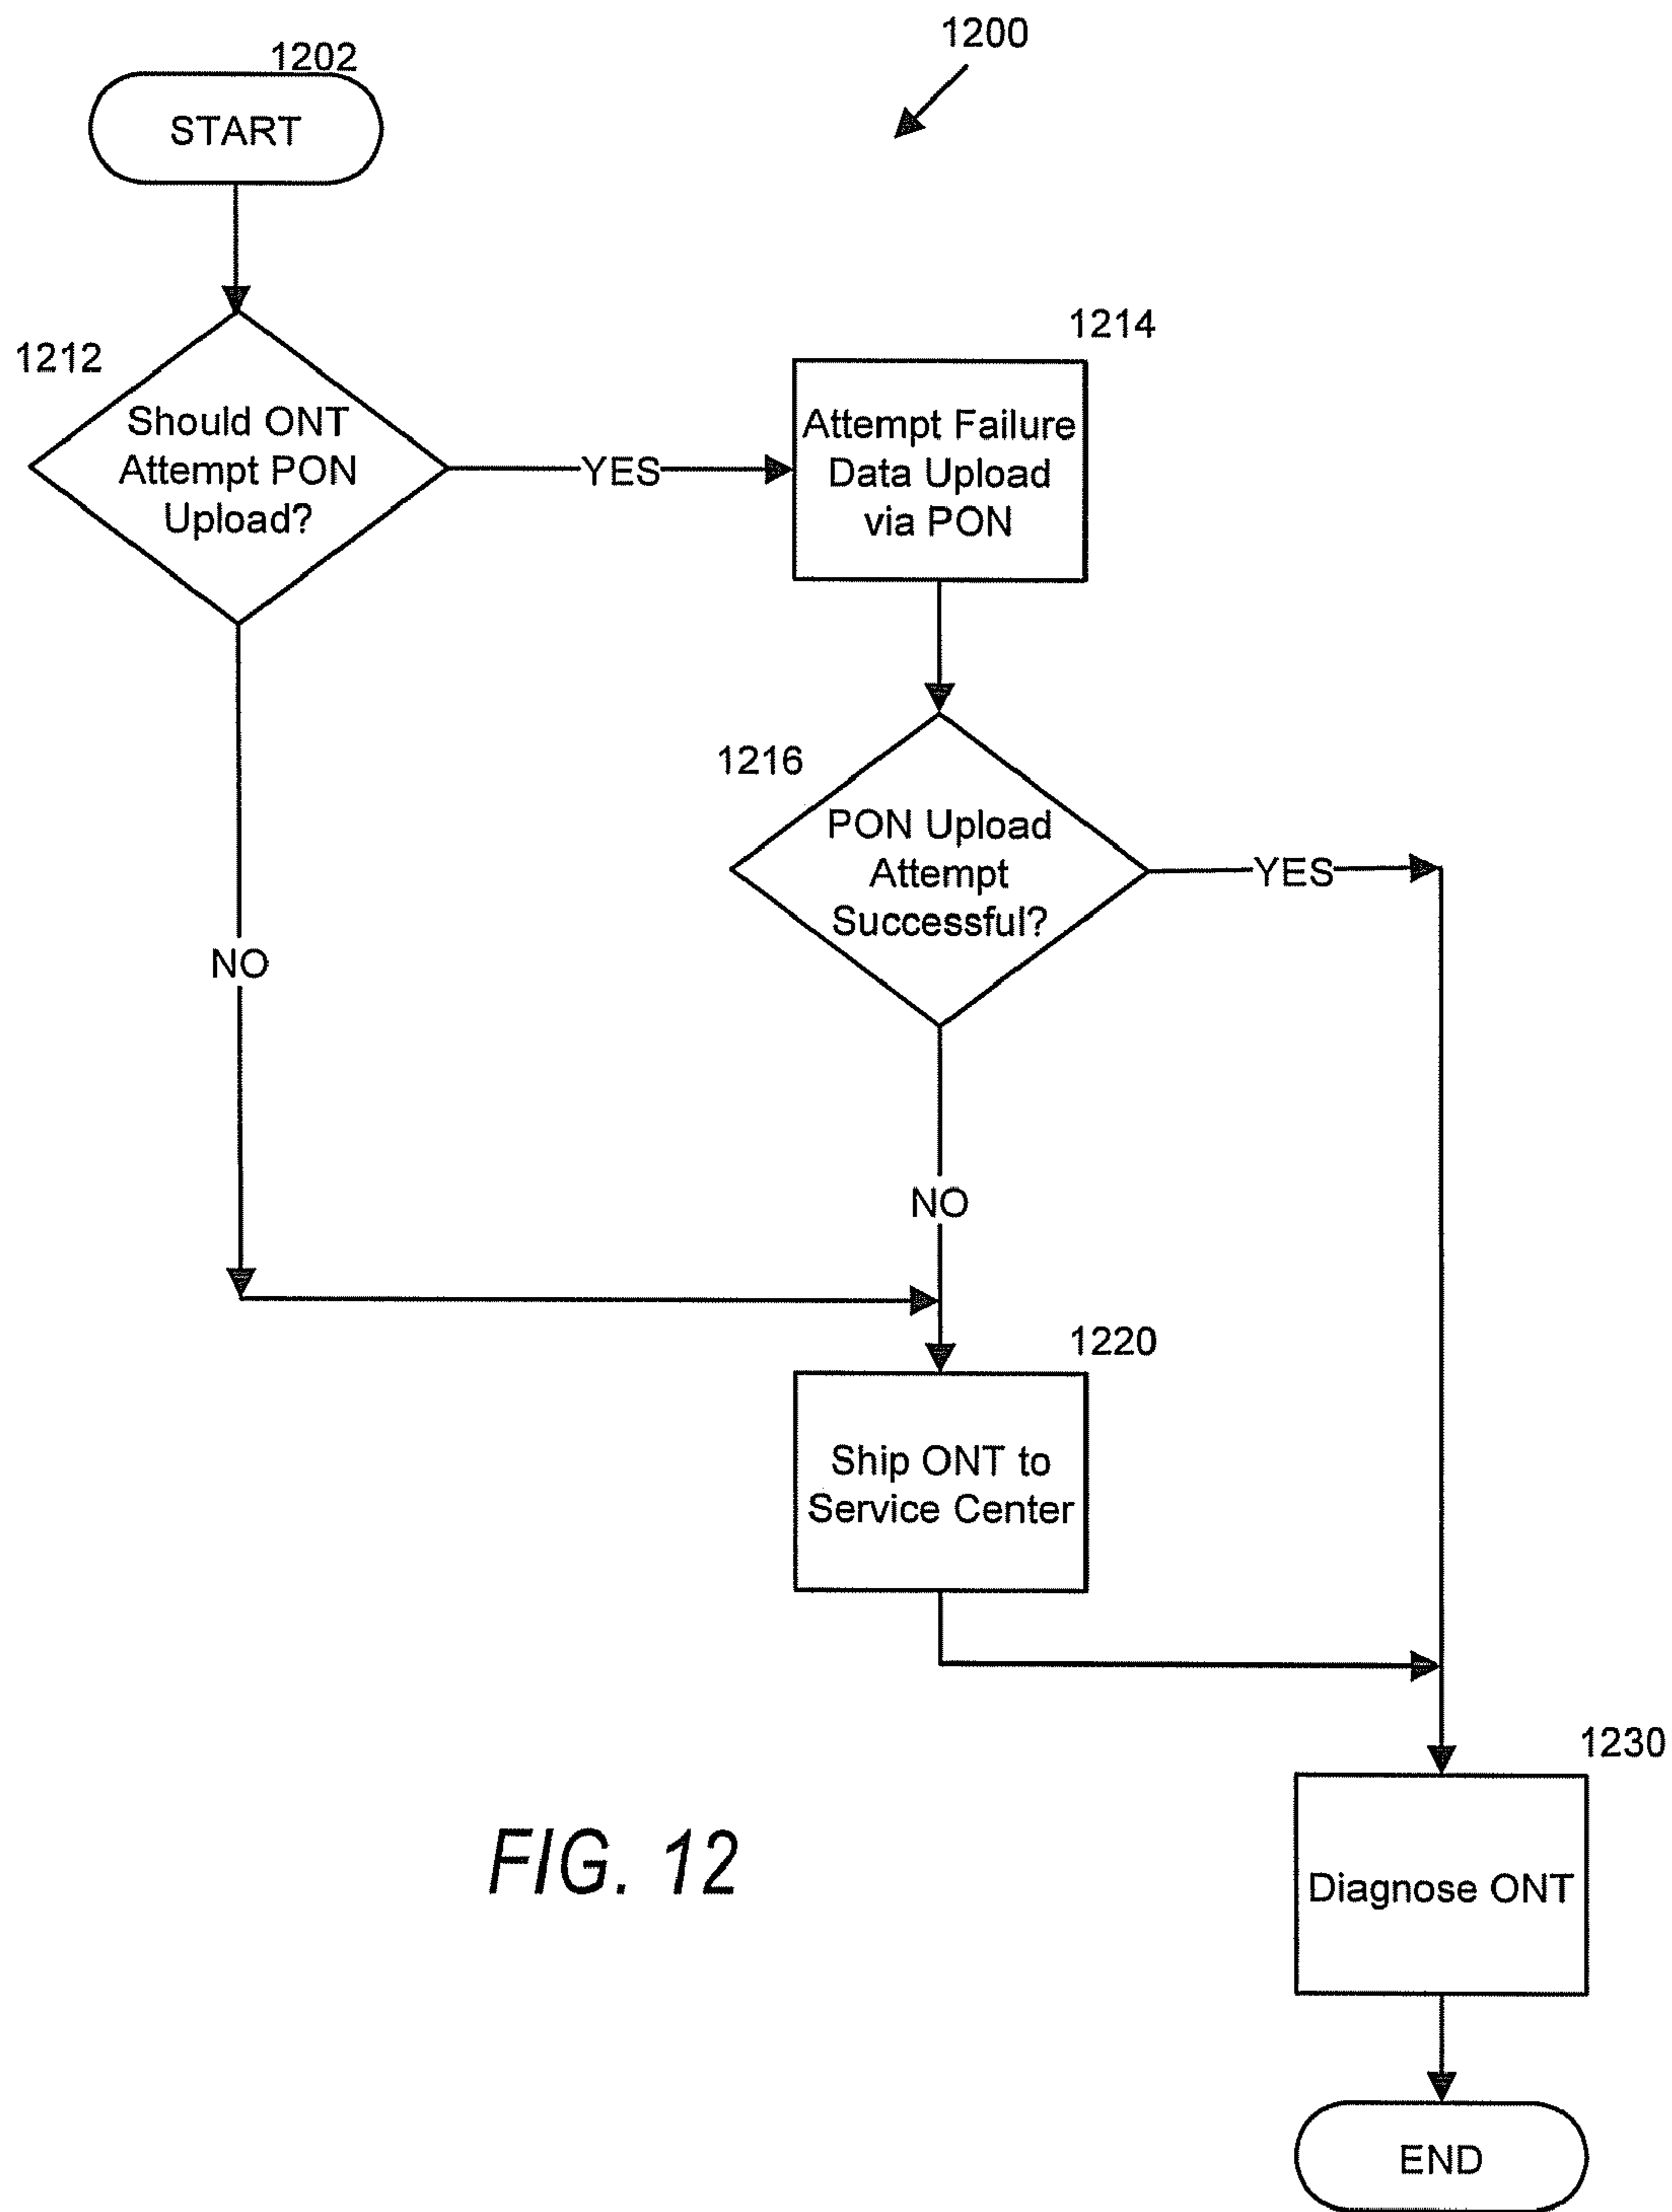 1200
1202
START
1212
Should ONT
Attempt PON
Upload?
YES
1214
Attempt Failure
Data Upload
via PON
1216
PON Upload
Attempt
Successful?
YES
NO
NO
1220
Ship ONT to
Service Center
1230
Diagnose ONT
FIG. 12
END